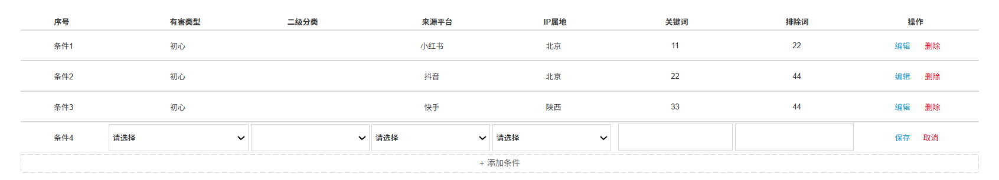 序号 有害类型 二级分类 来源平台 IP属地 关键词 排除词 操作
条件1 初心 小红书 北京 11 22 编辑 删除
条件2 初心 抖音 北京 22 44 编辑 删除
条件3 初心 快手 陕西 33 44 编辑 删除
条件4 请选择 请选择 请选择 保存 取消
+ 添加条件